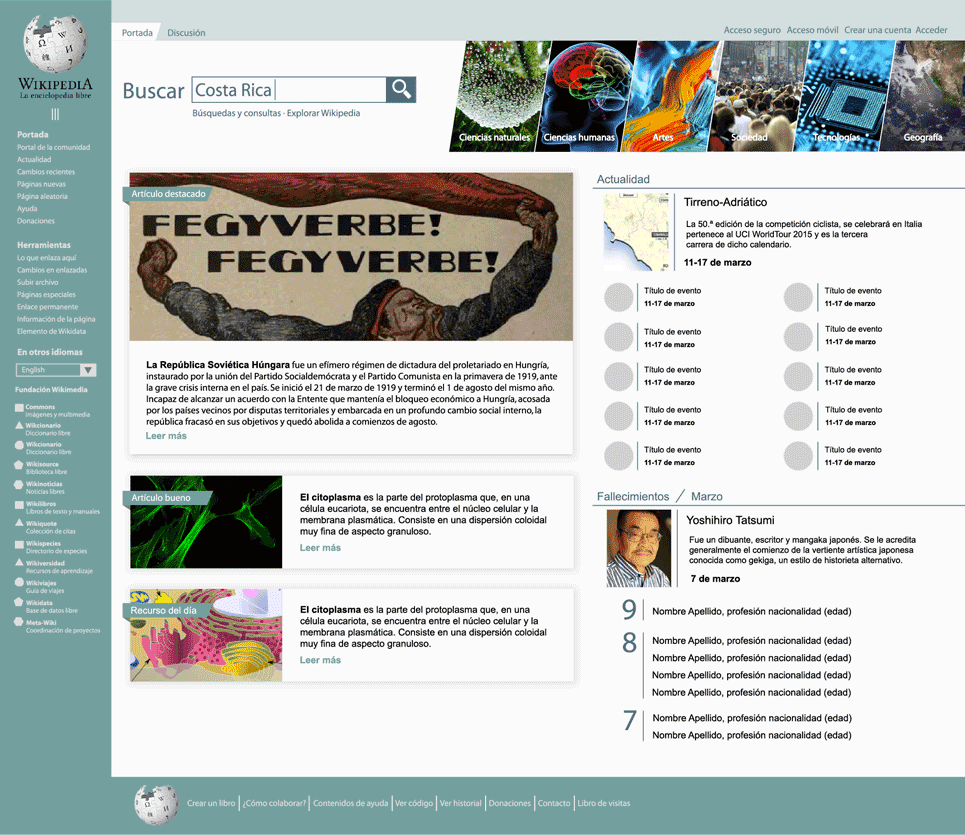 WIKIPEDIA
La enciclopedia libre
Portada
Portal de la comunidad
Actualidad
Cambios recientes
Páginas nuevas
Página aleatoria
Ayuda
Donaciones
Herramientas
Lo que enlaza aquí
Cambios en enlazadas
Subir archivo
Páginas especiales
Enlace permanente
Información de la página
Elemento de Wikidata
En otros idiomas
English
Fundación Wikimedia
Commons
Imágenes y multimedia
Wikcionario
Diccionario libre
Wikcionario
Diccionario libre
Wikisource
Biblioteca libre
Wikinoticias
Noticias libres
Wikilibros
Libros de texto y manuales
Wikiquote
Colección de citas
Wikispecies
Directorio de especies
Wikiversidad
Recursos de aprendizaje
Wikiviajes
Guía de viajes
Wikidata
Base de datos libre
Meta-Wiki
Coordinación de proyectos
Portada Discusión
Acceso seguro Acceso móvil Crear una cuenta Acceder
Buscar Costa Rica
Búsquedas y consultas · Explorar Wikipedia
Ciencias naturales Ciencias humanas Artes Sociedad Tecnologías Geografía
Artículo destacado
FEGYVERBE!
FEGYVERBE!
La República Soviética Húngara fue un efímero régimen de dictadura del proletariado en Hungría,
instaurado por la unión del Partido Socialdemócrata y el Partido Comunista en la primavera de 1919, ante
la grave crisis interna en el país. Se inició el 21 de marzo de 1919 y terminó el 1 de agosto del mismo año.
Incapaz de alcanzar un acuerdo con la Entente que mantenía el bloqueo económico a Hungría, acosada
por los países vecinos por disputas territoriales y embarcada en un profundo cambio social interno, la
república fracasó en sus objetivos y quedó abolida a comienzos de agosto.
Leer más
Artículo bueno
El citoplasma es la parte del protoplasma que, en una
célula eucariota, se encuentra entre el núcleo celular y la
membrana plasmática. Consiste en una dispersión coloidal
muy fina de aspecto granuloso.
Leer más
Recurso del día
El citoplasma es la parte del protoplasma que, en una
célula eucariota, se encuentra entre el núcleo celular y la
membrana plasmática. Consiste en una dispersión coloidal
muy fina de aspecto granuloso.
Leer más
Actualidad
Tirreno-Adriático
La 50.ª edición de la competición ciclista, se celebrará en Italia
pertenece al UCI WorldTour 2015 y es la tercera
carrera de dicho calendario.
11-17 de marzo
Título de evento
11-17 de marzo
Título de evento
11-17 de marzo
Título de evento
11-17 de marzo
Título de evento
11-17 de marzo
Título de evento
11-17 de marzo
Título de evento
11-17 de marzo
Título de evento
11-17 de marzo
Título de evento
11-17 de marzo
Título de evento
11-17 de marzo
Título de evento
11-17 de marzo
Fallecimientos / Marzo
Yoshihiro Tatsumi
Fue un dibuante, escritor y mangaka japonés. Se le acredita
generalmente el comienzo de la vertiente artística japonesa
conocida como gekiga, un estilo de historieta alternativo.
7 de marzo
9 Nombre Apellido, profesión nacionalidad (edad)
8 Nombre Apellido, profesión nacionalidad (edad)
Nombre Apellido, profesión nacionalidad (edad)
Nombre Apellido, profesión nacionalidad (edad)
Nombre Apellido, profesión nacionalidad (edad)
7 Nombre Apellido, profesión nacionalidad (edad)
Nombre Apellido, profesión nacionalidad (edad)
Crear un libro | ¿Cómo colaborar? | Contenidos de ayuda | Ver código | Ver historial | Donaciones | Contacto | Libro de visitas